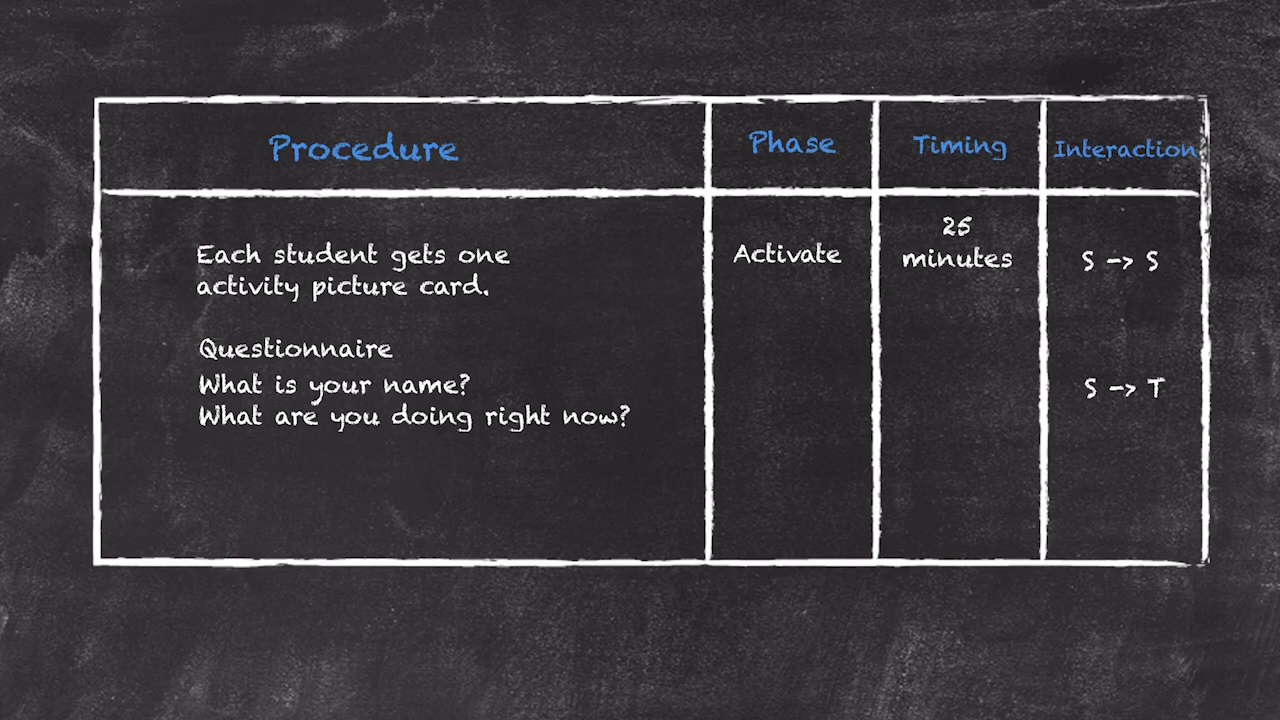 Procedure
Phase
Timing
Interaction
Each student gets one
activity picture card.
Activate
25
minutes
S -> S
Questionnaire
What is your name?
What are you doing right now?
S -> T